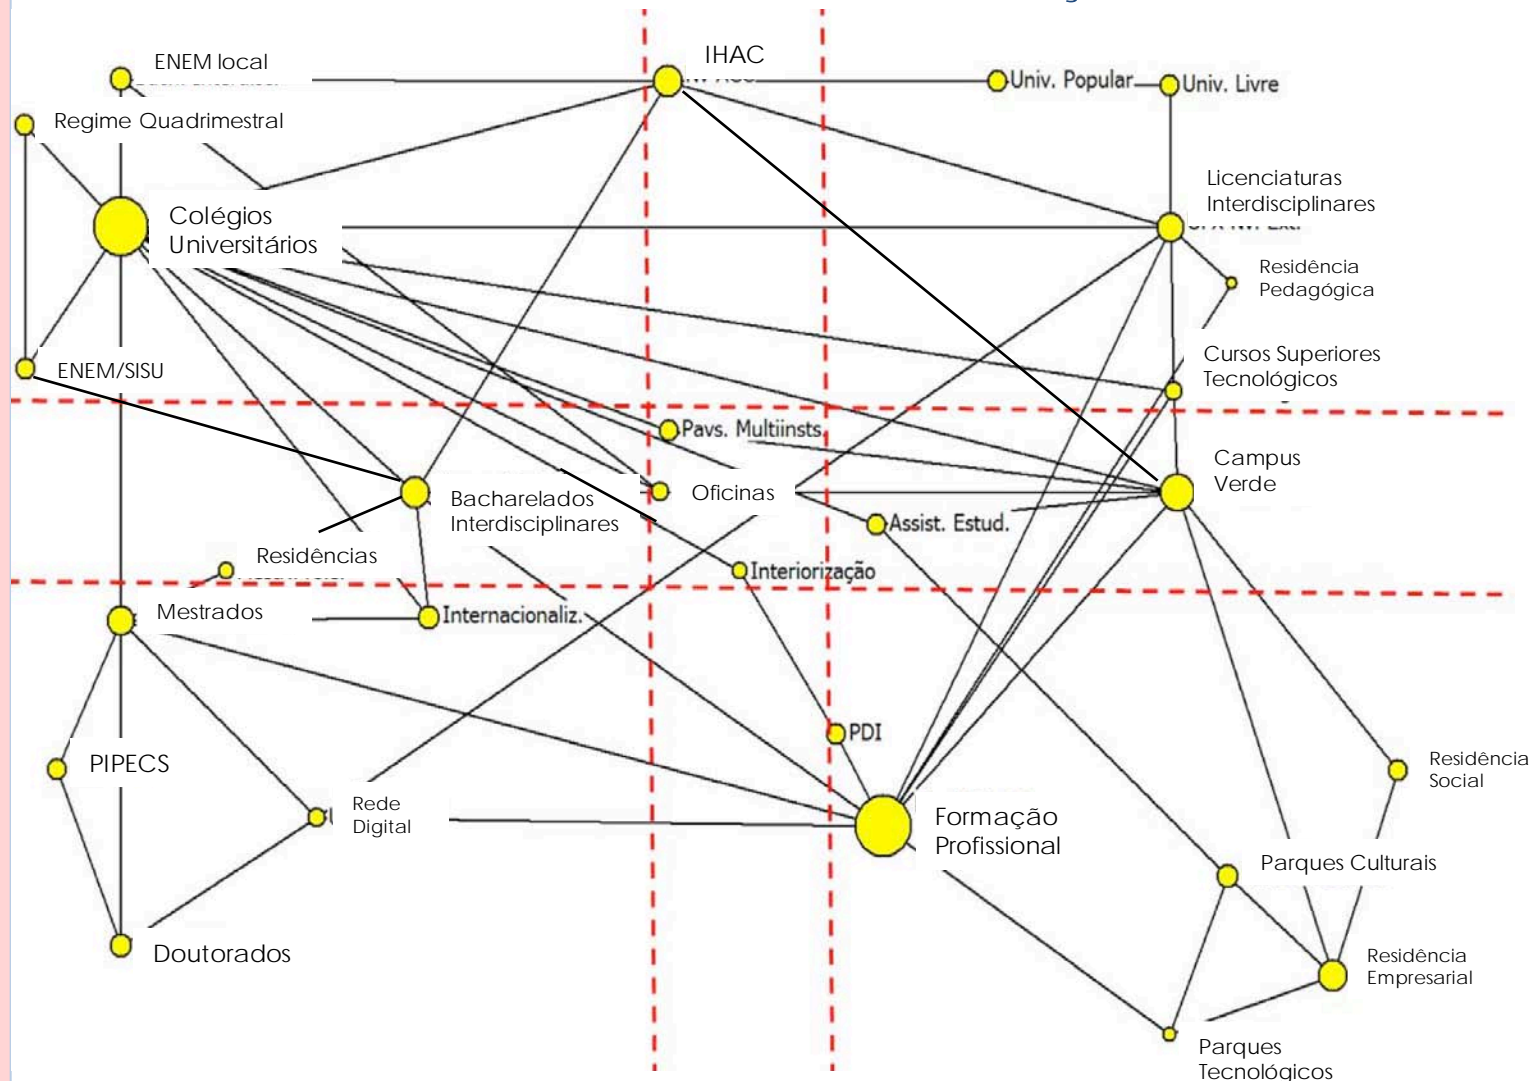 IHAC
ENEM local
Univ. Popular
Univ. Livre
Regime Quadrimestral
Licenciaturas
Interdisciplinares
Colégios
Universitários
Residência
Pedagógica
Cursos Superiores
Tecnológicos
ENEM/SISU
Pavs. Multiinsts.
Campus
Verde
Bacharelados
Interdisciplinares
Oficinas
Assist. Estud.
Residências
Interiorização
Mestrados
Internacionaliz.
PDI
PIPECS
Residência
Social
Rede
Digital
Formação
Profissional
Parques Culturais
Doutorados
Residência
Empresarial
Parques
Tecnológicos